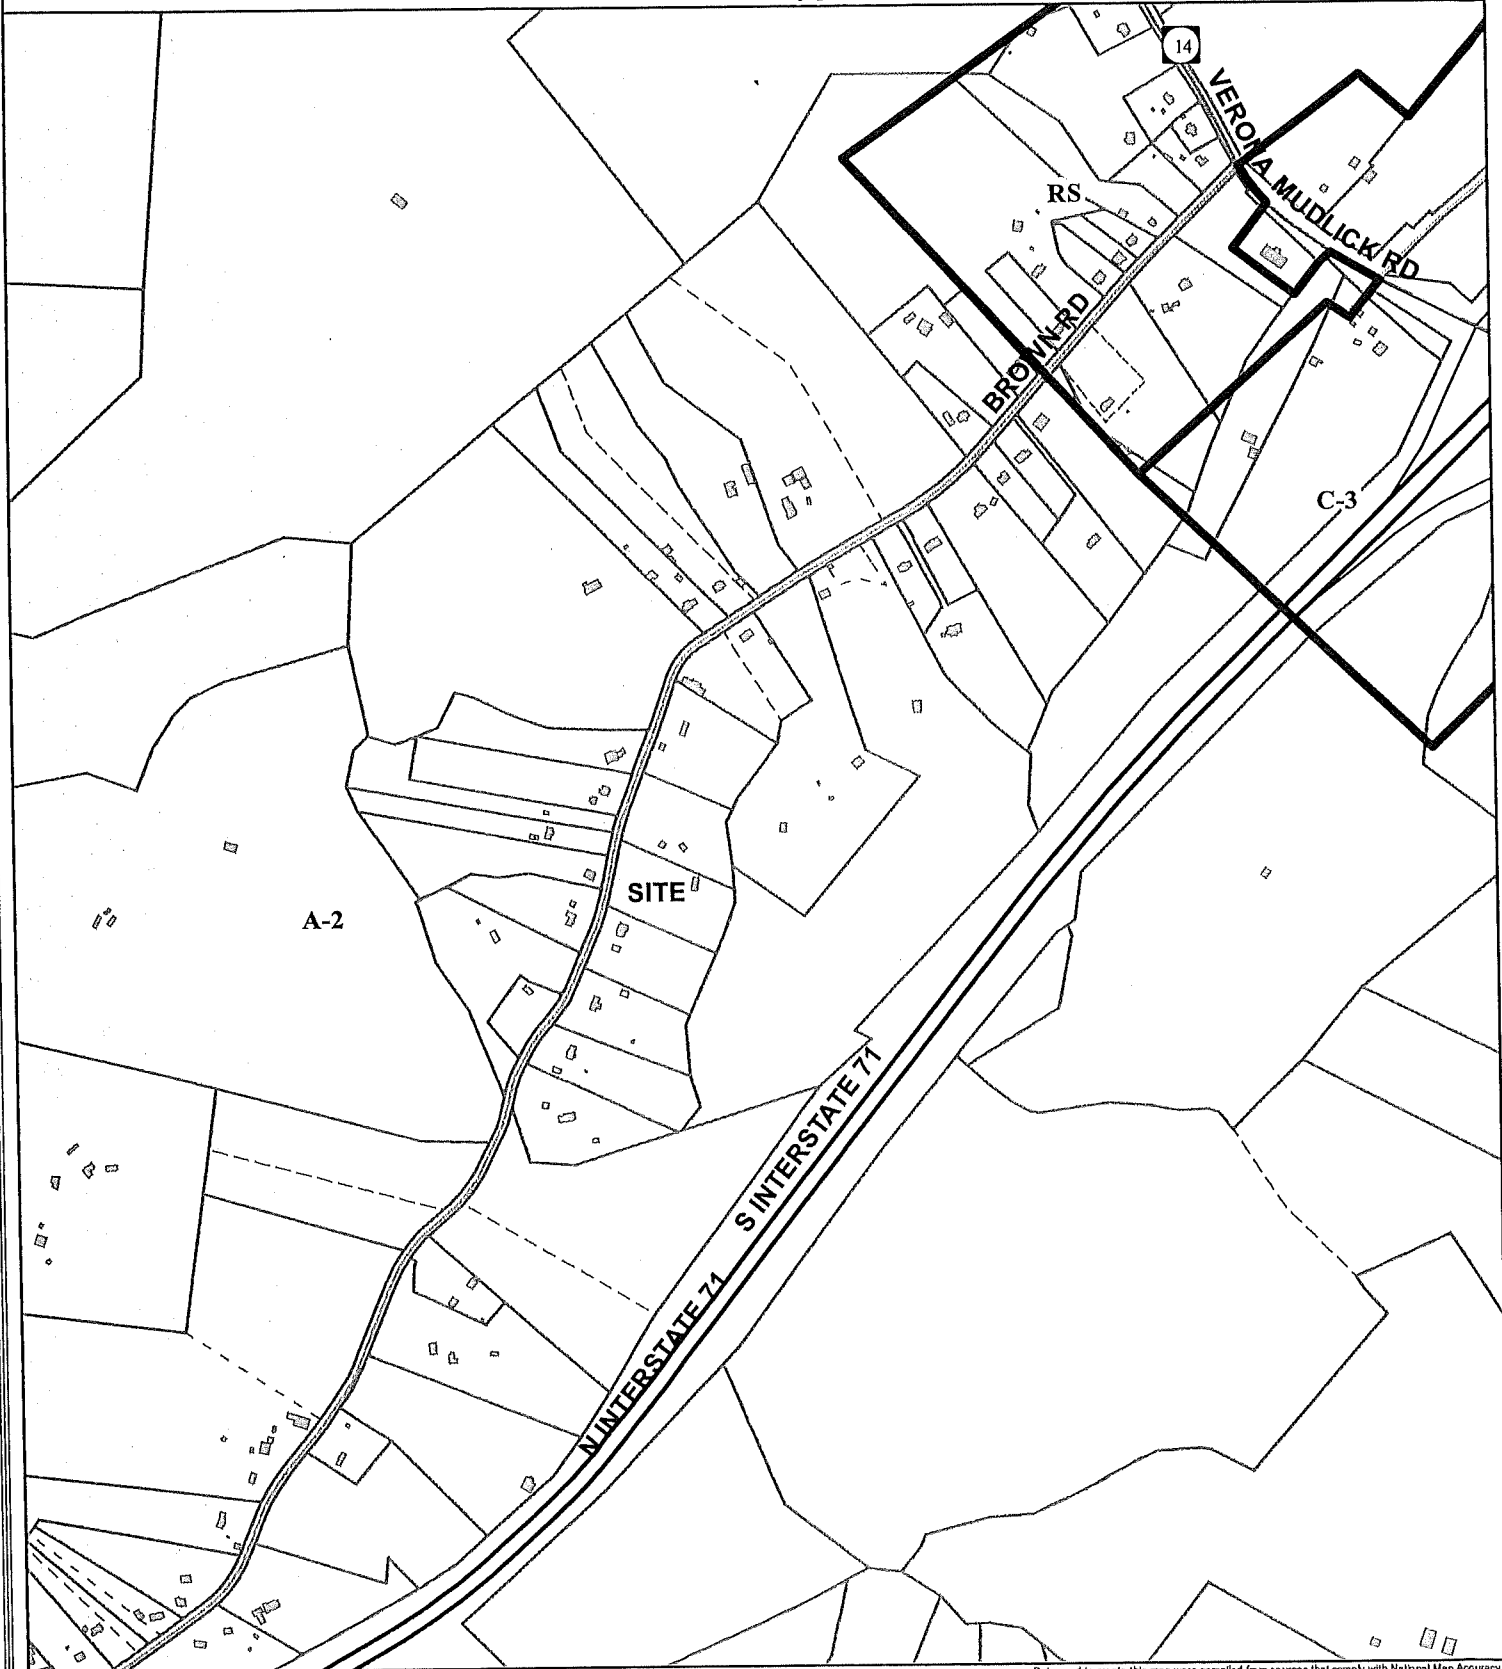 14
VERONA MUDLICK RD
RS
BROWN RD
C-3
SITE
A-2
S INTERSTATE 71
N INTERSTATE 71